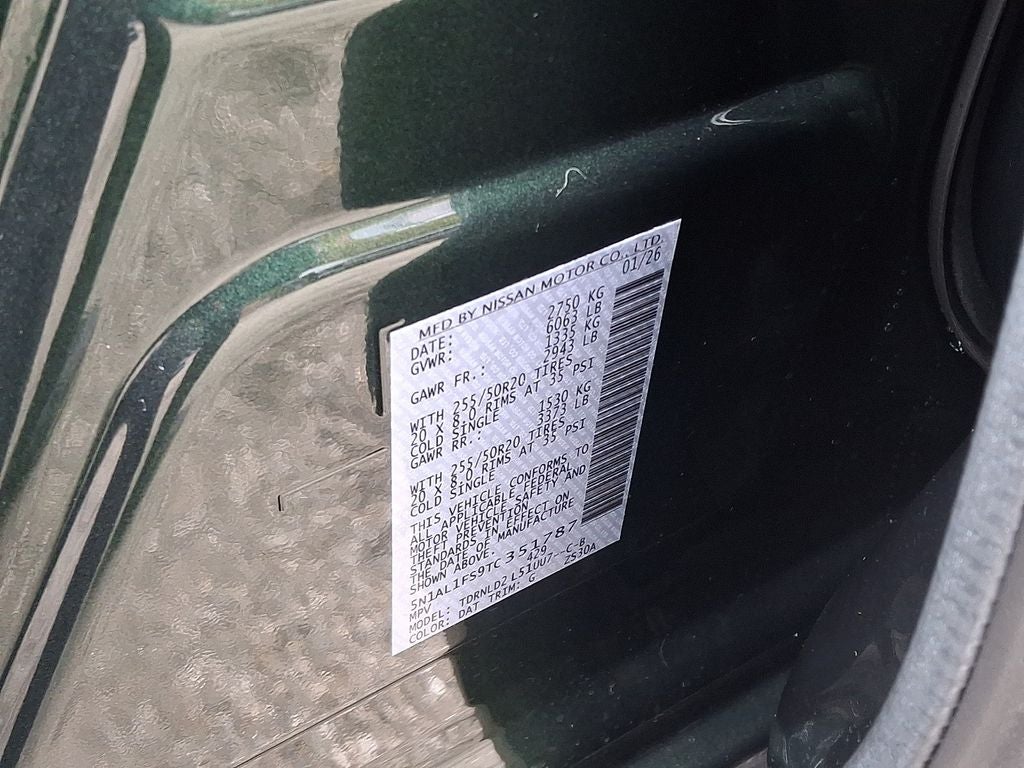 MFD BY NISSAN MOTOR CO., LTD.
DATE: 01/26
GVWR: 2750 KG
6063 LB
GAWR FR.: 1335 KG
2943 LB
WITH 255/50R20 TIRES
20 X 8.0 RIMS AT 35 PSI
COLD SINGLE
GAWR RR.: 1530 KG
3373 LB
WITH 255/50R20 TIRES
20 X 8.0 RIMS AT 35 PSI
COLD SINGLE
THIS VEHICLE CONFORMS TO
ALL APPLICABLE FEDERAL
MOTOR VEHICLE SAFETY AND
THEFT PREVENTION
STANDARDS IN EFFECT ON
THE DATE OF MANUFACTURE
SHOWN ABOVE.
5N1AL1FS9TC351787
MPV 429
MODEL: TDRNLD2 L51UU7--C-B
COLOR: DAT TRIM: G ZS30A